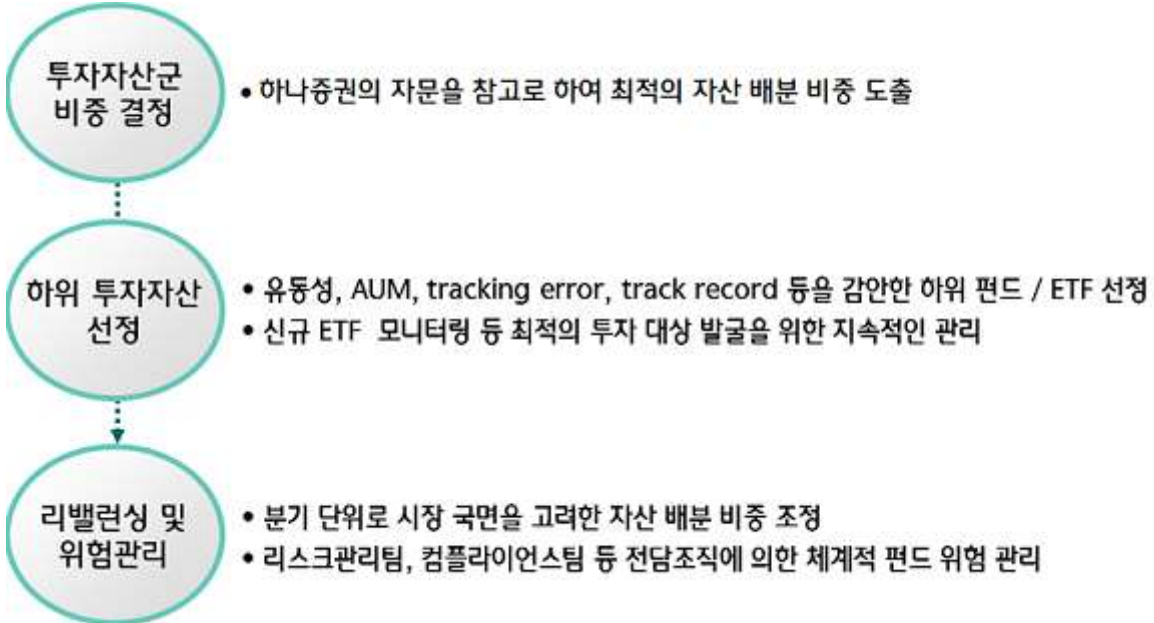 투자자산군
비중 결정
• 하나증권의 자문을 참고로 하여 최적의 자산 배분 비중 도출
하위 투자자산
선정
• 유동성, AUM, tracking error, track record 등을 감안한 하위 펀드 / ETF 선정
• 신규 ETF 모니터링 등 최적의 투자 대상 발굴을 위한 지속적인 관리
리밸런싱 및
위험관리
• 분기 단위로 시장 국면을 고려한 자산 배분 비중 조정
• 리스크관리팀, 컴플라이언스팀 등 전담조직에 의한 체계적 펀드 위험 관리